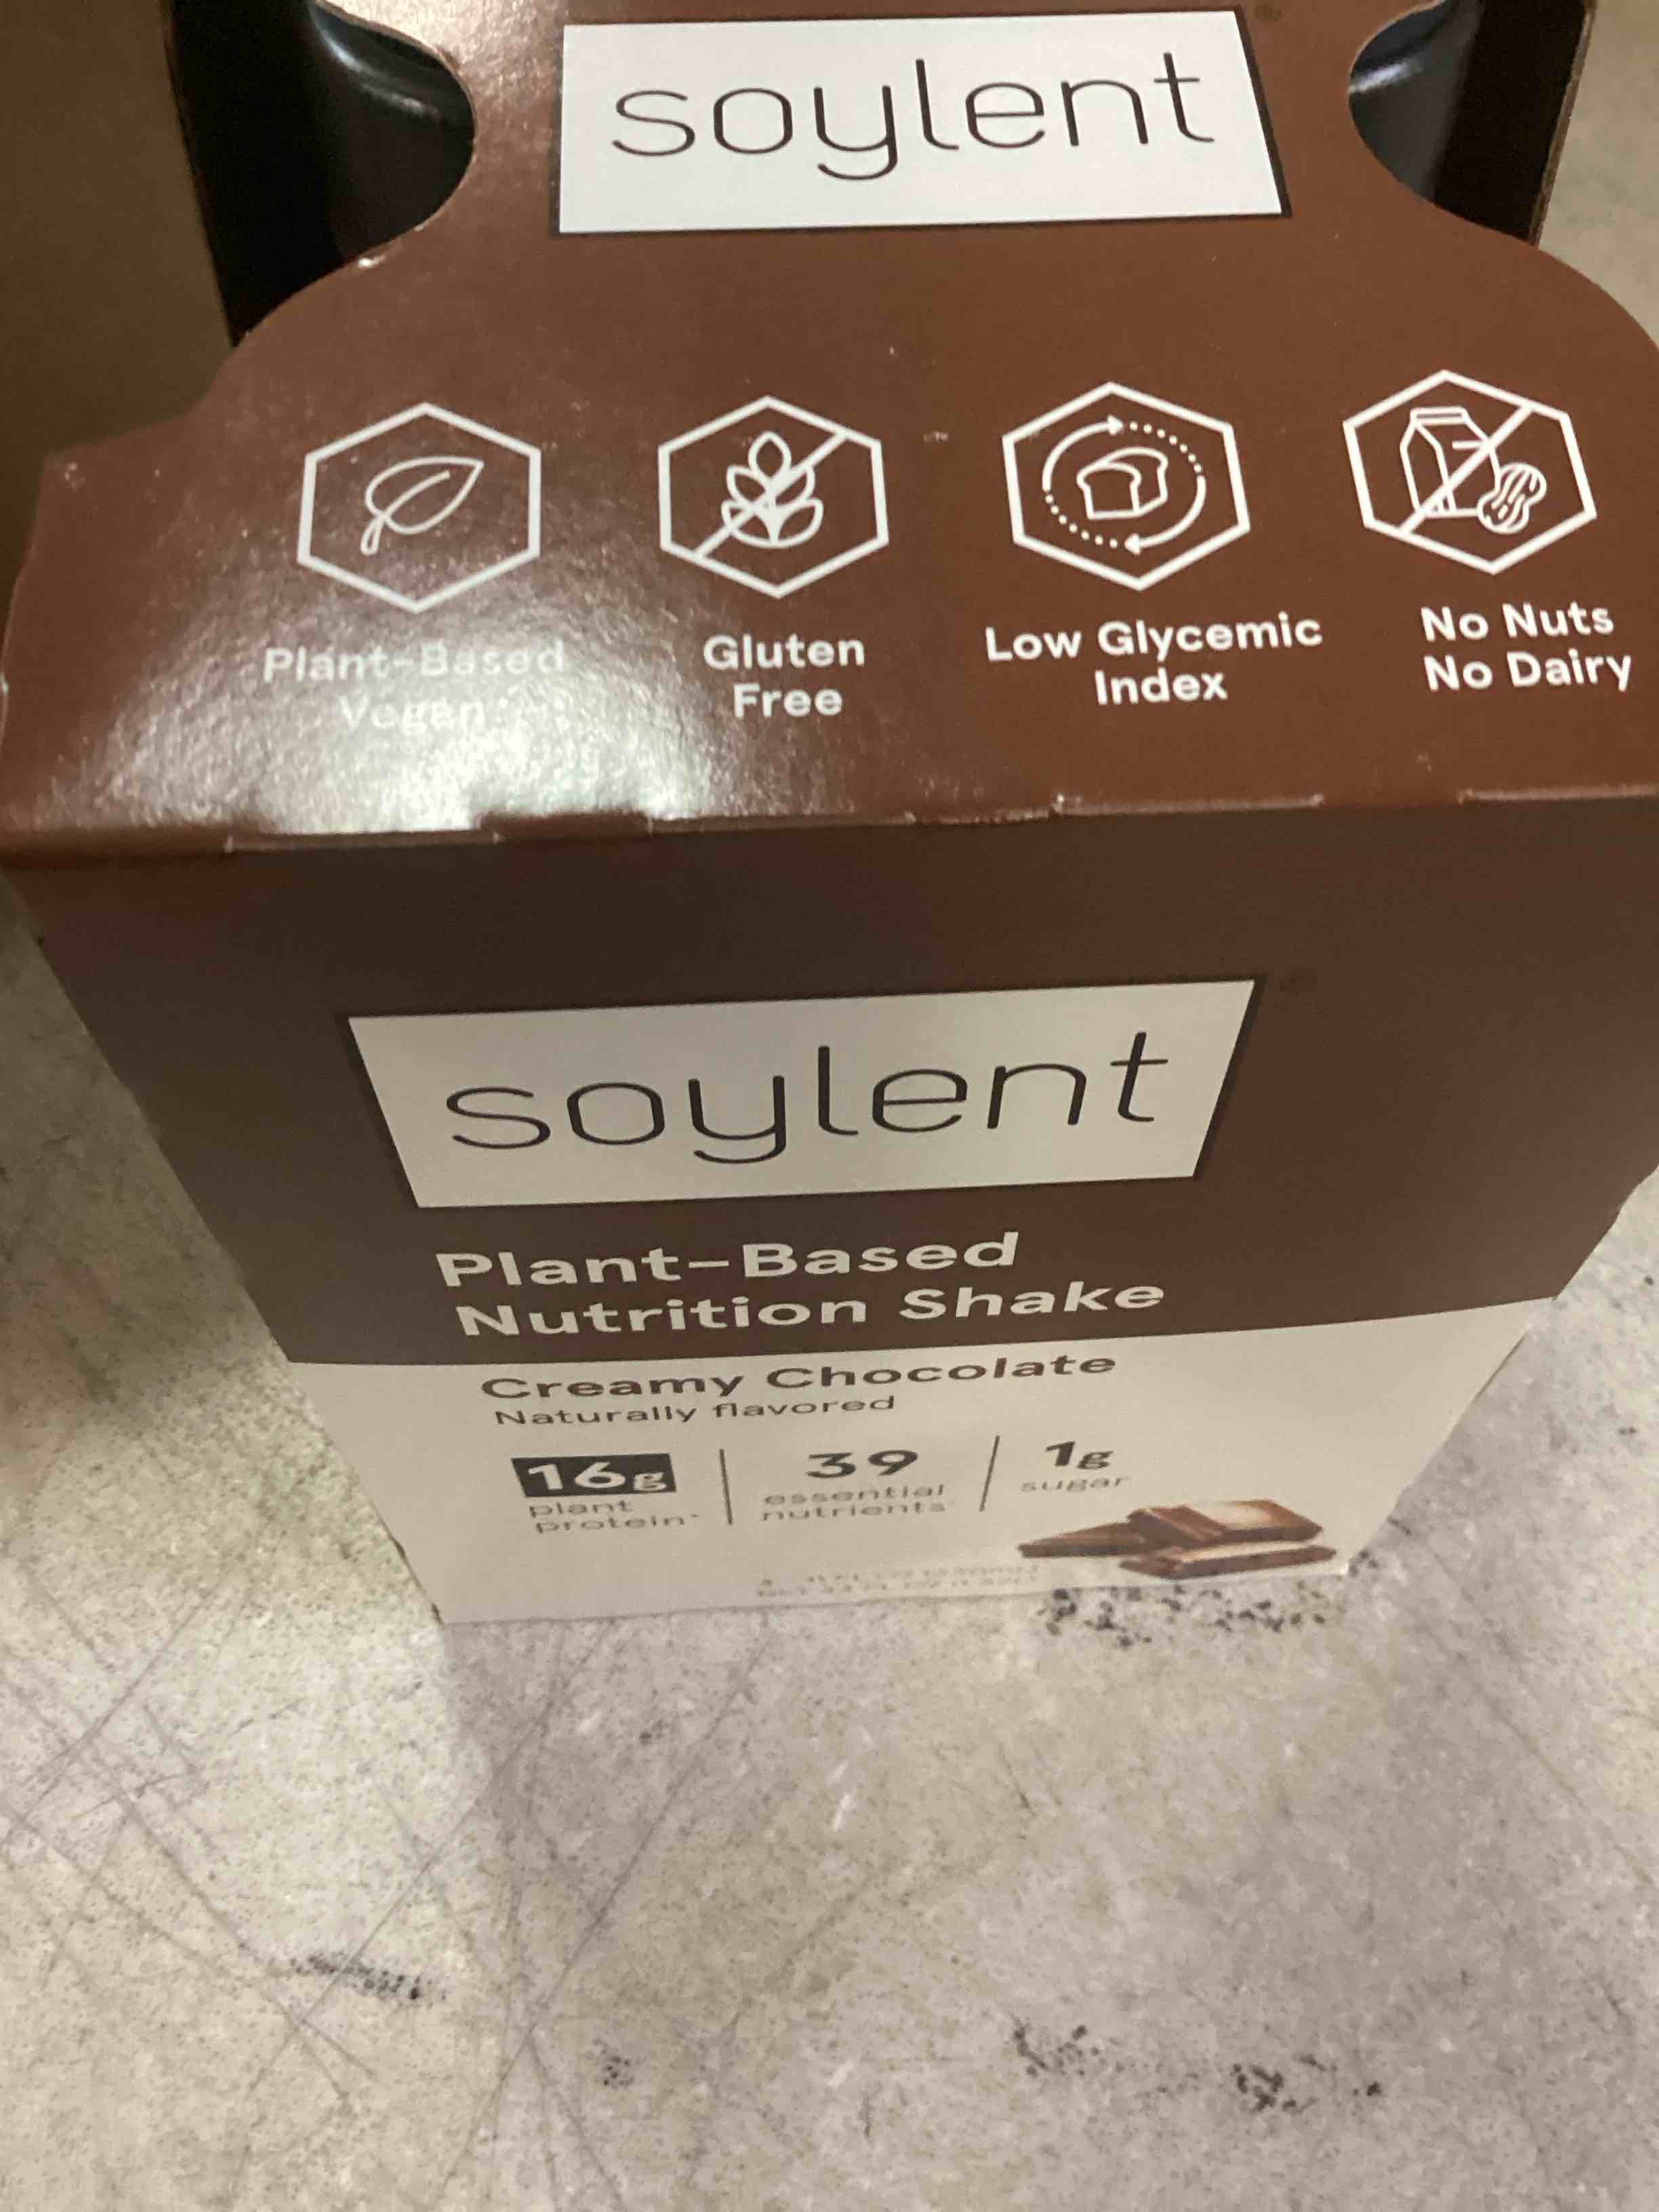 soylent
Plant-Based
Vegan
Gluten
Free
Low Glycemic
Index
No Nuts
No Dairy
soylent
Plant-Based
Nutrition Shake
Creamy Chocolate
Naturally flavored
16g
plant
protein*
39
essential
nutrients
1g
sugar